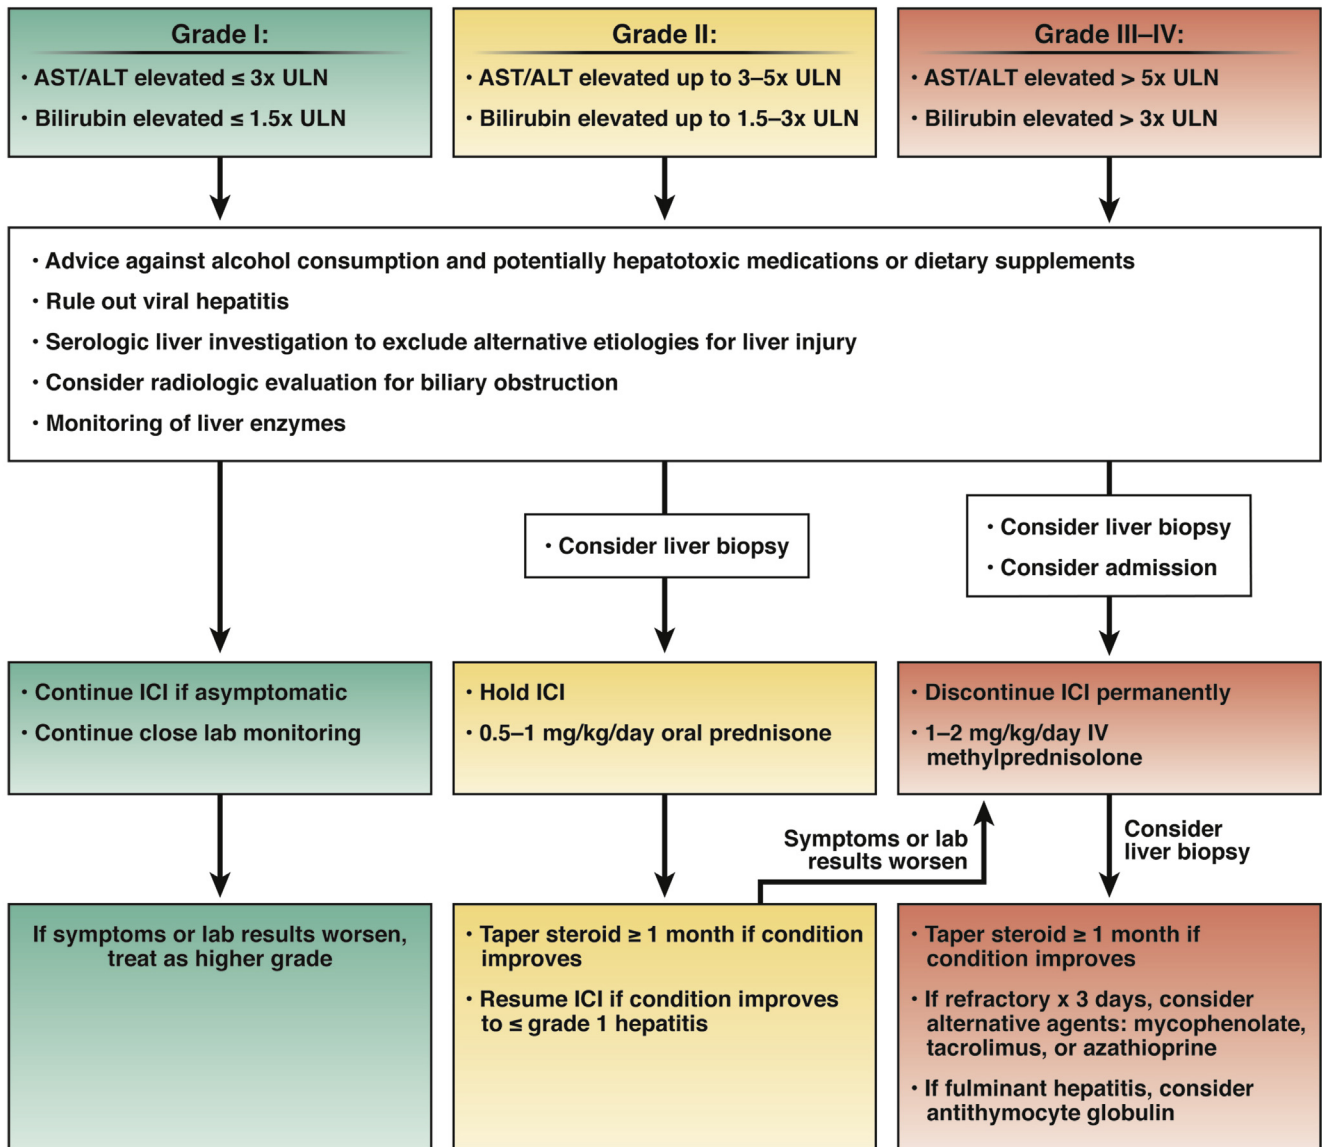 Grade I:
• AST/ALT elevated ≤ 3x ULN
• Bilirubin elevated ≤ 1.5x ULN
Grade II:
• AST/ALT elevated up to 3–5x ULN
• Bilirubin elevated up to 1.5–3x ULN
Grade III–IV:
• AST/ALT elevated > 5x ULN
• Bilirubin elevated > 3x ULN
• Advice against alcohol consumption and potentially hepatotoxic medications or dietary supplements
• Rule out viral hepatitis
• Serologic liver investigation to exclude alternative etiologies for liver injury
• Consider radiologic evaluation for biliary obstruction
• Monitoring of liver enzymes
• Consider liver biopsy
• Consider liver biopsy
• Consider admission
• Continue ICI if asymptomatic
• Continue close lab monitoring
• Hold ICI
• 0.5–1 mg/kg/day oral prednisone
• Discontinue ICI permanently
• 1–2 mg/kg/day IV
methylprednisolone
Symptoms or lab
results worsen
Consider
liver biopsy
If symptoms or lab results worsen,
treat as higher grade
• Taper steroid ≥ 1 month if condition
improves
• Resume ICI if condition improves
to ≤ grade 1 hepatitis
• Taper steroid ≥ 1 month if
condition improves
• If refractory x 3 days, consider
alternative agents: mycophenolate,
tacrolimus, or azathioprine
• If fulminant hepatitis, consider
antithymocyte globulin